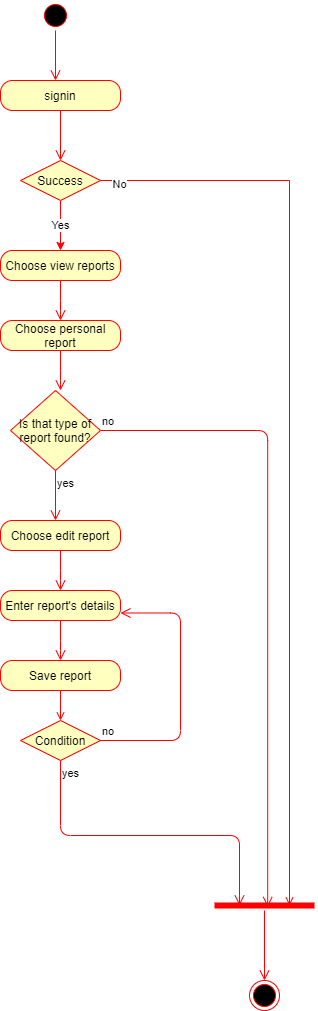 signin
Success
No
Yes
Choose view reports
Choose personal
report
Is that type of
report found?
no
yes
Choose edit report
Enter report's details
Save report
Condition
no
yes